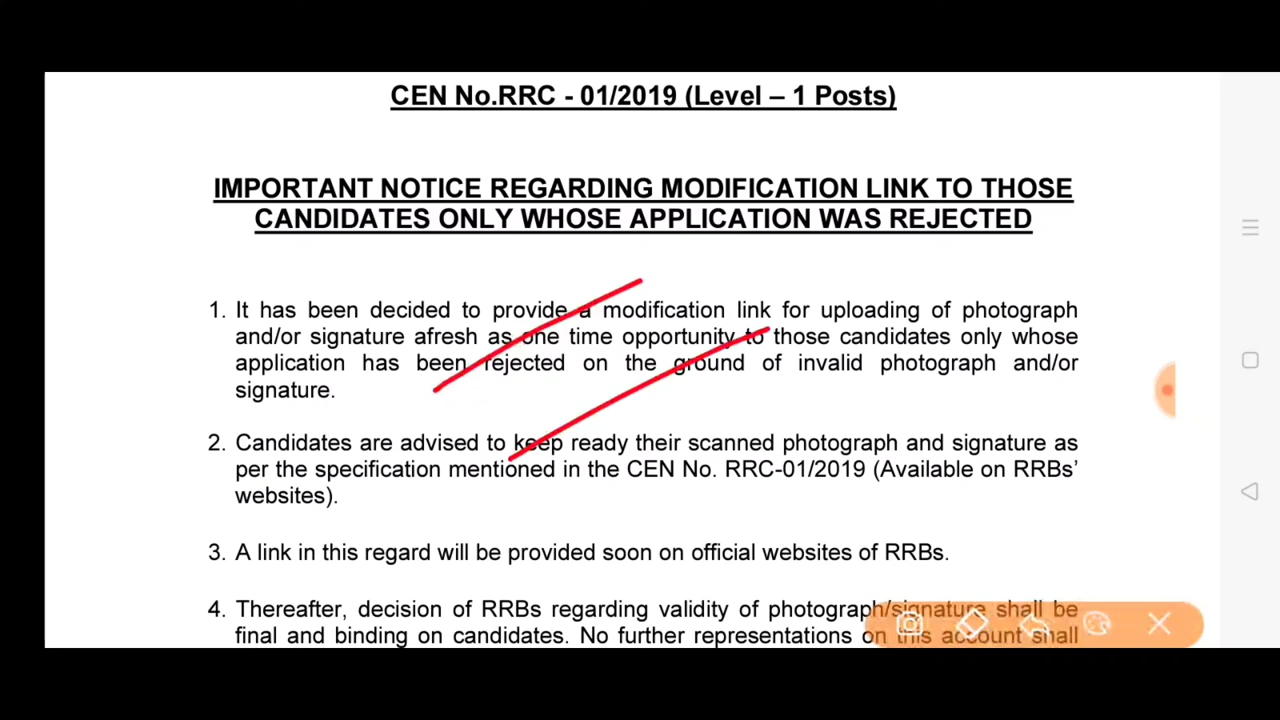 CEN No.RRC - 01/2019 (Level – 1 Posts)
IMPORTANT NOTICE REGARDING MODIFICATION LINK TO THOSE
CANDIDATES ONLY WHOSE APPLICATION WAS REJECTED
1. It has been decided to provide a modification link for uploading of photograph
and/or signature afresh as one time opportunity to those candidates only whose
application has been rejected on the ground of invalid photograph and/or
signature.
2. Candidates are advised to keep ready their scanned photograph and signature as
per the specification mentioned in the CEN No. RRC-01/2019 (Available on RRBs’
websites).
3. A link in this regard will be provided soon on official websites of RRBs.
4. Thereafter, decision of RRBs regarding validity of photograph/signature shall be
final and binding on candidates. No further representations on this account shall